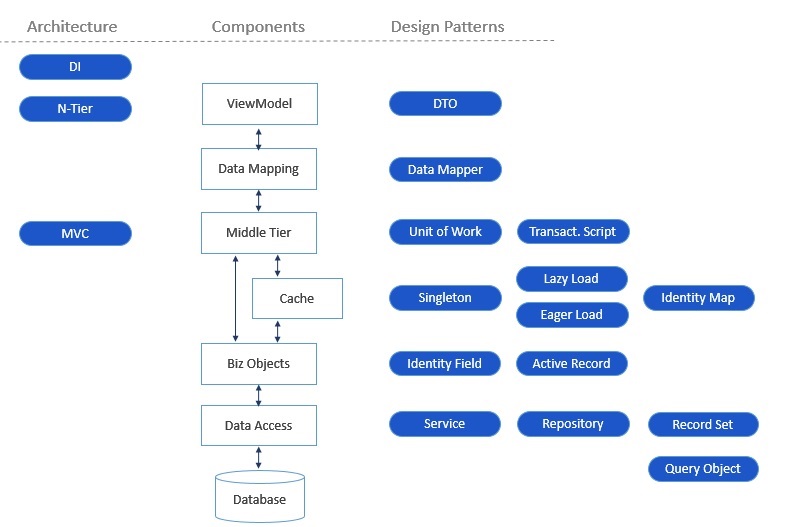 Architecture
Components
Design Patterns
DI
N-Tier
ViewModel
DTO
Data Mapping
Data Mapper
MVC
Middle Tier
Unit of Work
Transact. Script
Cache
Singleton
Lazy Load
Eager Load
Identity Map
Biz Objects
Identity Field
Active Record
Data Access
Service
Repository
Record Set
Query Object
Database